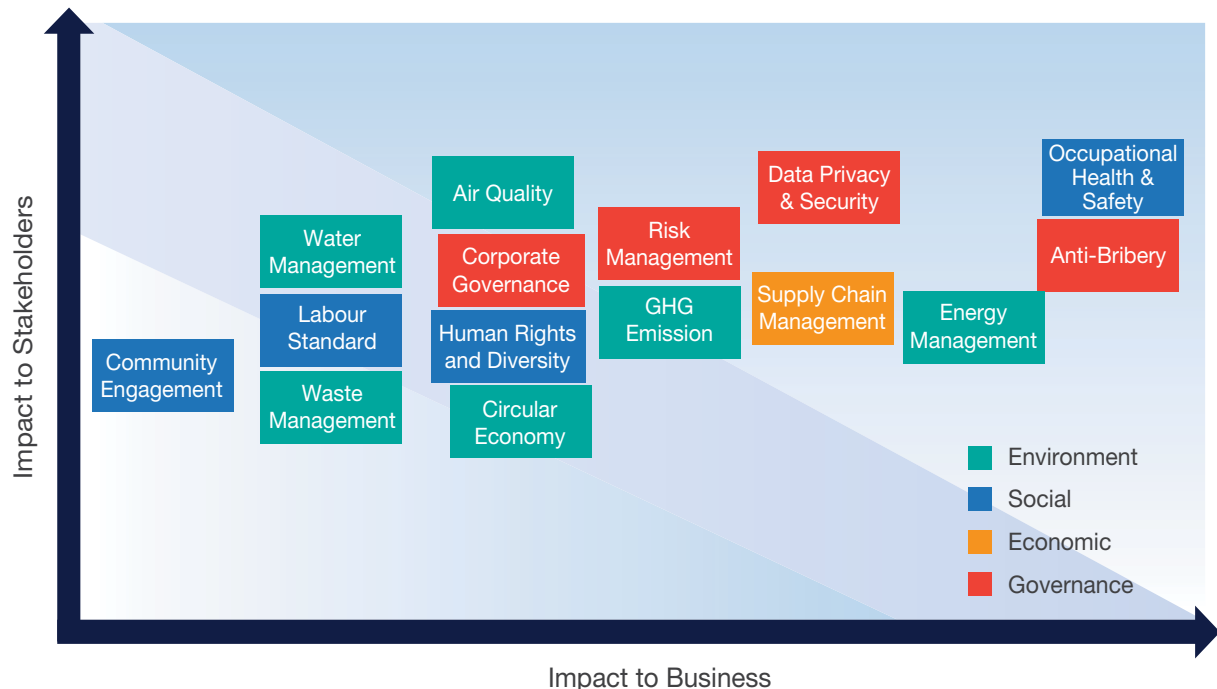 Impact to Stakeholders
Occupational
Health &
Safety
Data Privacy
& Security
Air Quality
Water
Management
Risk
Management
Corporate
Governance
Anti-Bribery
Labour
Standard
GHG
Emission
Supply Chain
Management
Energy
Management
Human Rights
and Diversity
Community
Engagement
Waste
Management
Circular
Economy
Environment
Social
Economic
Governance
Impact to Business